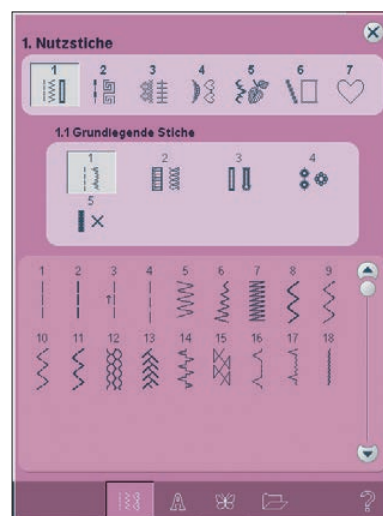 1. Nutzstiche
1 2 3 4 5 6 7
1.1 Grundlegende Stiche
1 2 3 4
5
1 2 3 4 5 6 7 8 9
10 11 12 13 14 15 16 17 18
A ?